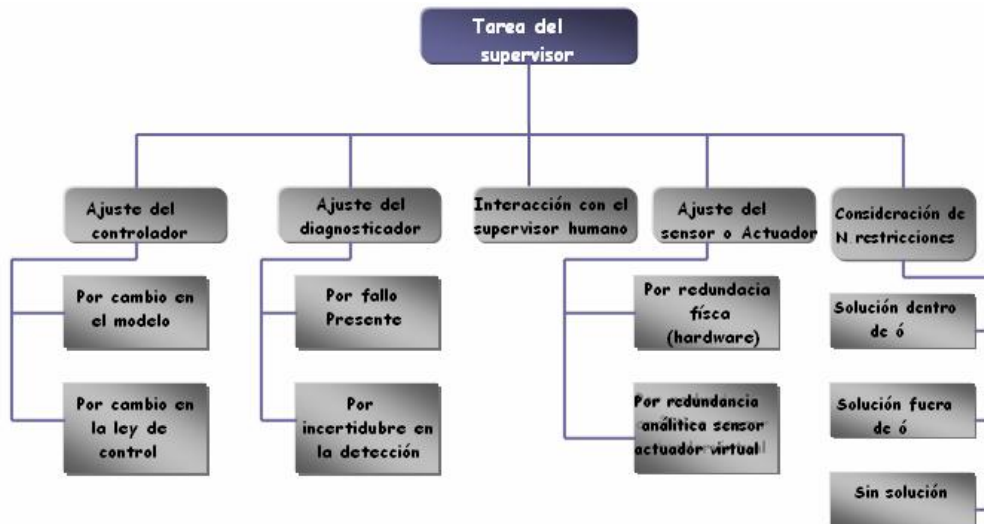 Tarea del
supervisor
Ajuste del
controlador
Ajuste del
diagnosticador
Interacción con el
supervisor humano
Ajuste del
sensor o Actuador
Consideración de
N.restricciones
Por cambio en
el modelo
Por cambio en
la ley de
control
Por fallo
Presente
Por
incertidubre en
la detección
Por redundacia
físca
(hardware)
Por redundancia
análitica sensor
actuador virtual
Solución dentro
de ó
Solución fuera
de ó
Sin solución